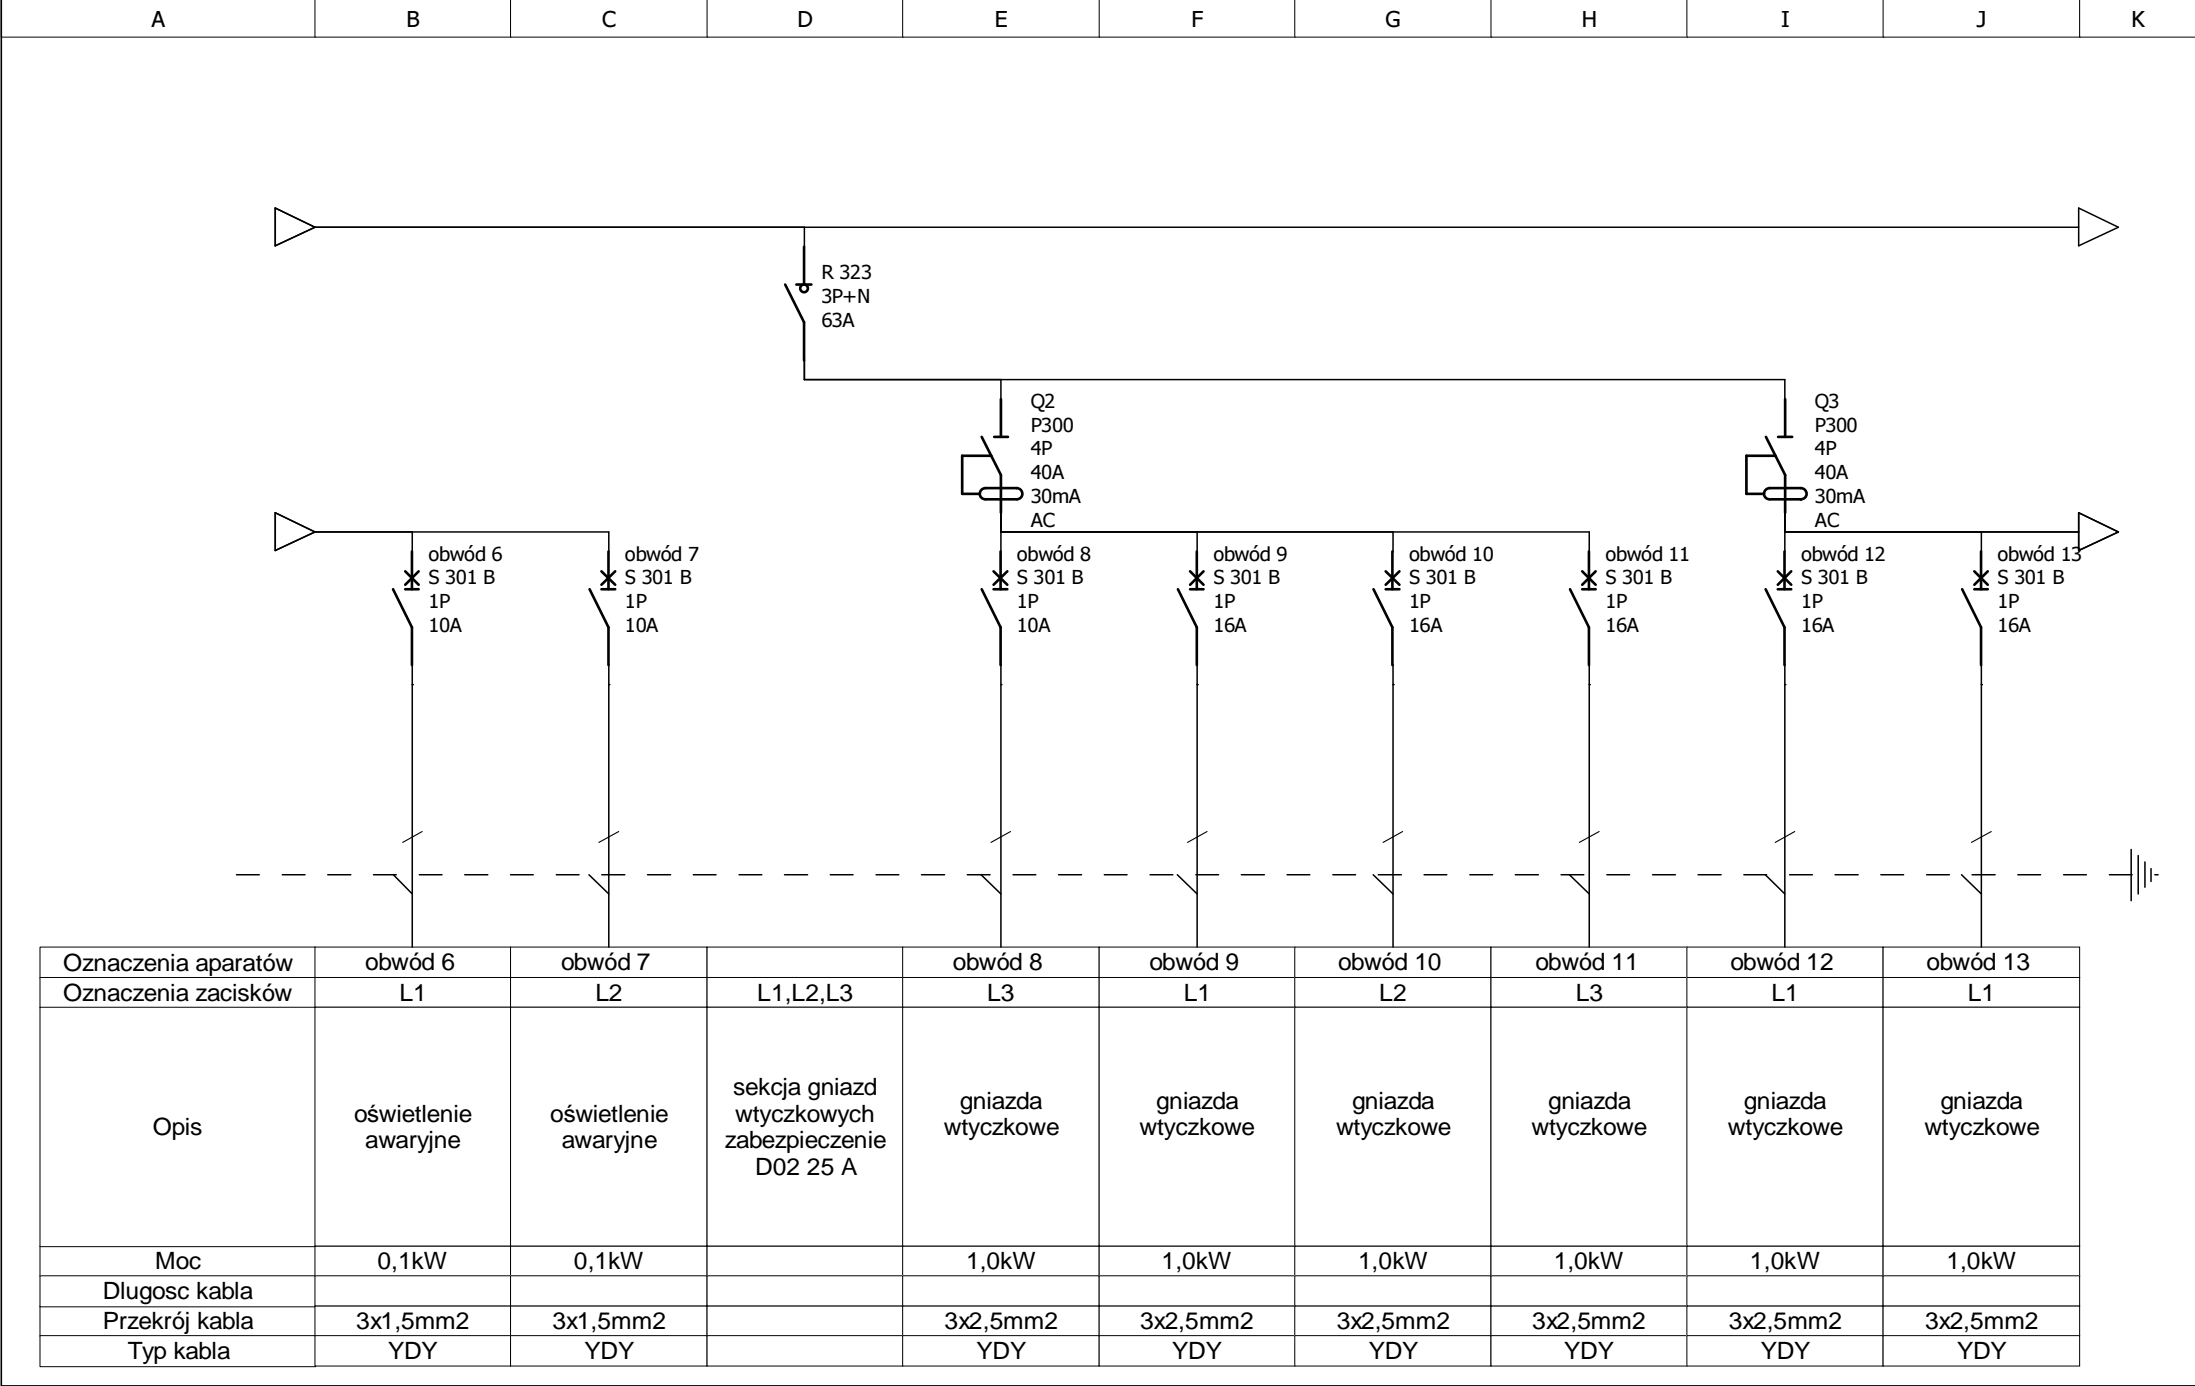 A B C D E F G H I J K
R 323
3P+N
63A
Q2
P300
4P
40A
30mA
AC
Q3
P300
4P
40A
30mA
AC
obwód 6
S 301 B
1P
10A
obwód 7
S 301 B
1P
10A
obwód 8
S 301 B
1P
10A
obwód 9
S 301 B
1P
16A
obwód 10
S 301 B
1P
16A
obwód 11
S 301 B
1P
16A
obwód 12
S 301 B
1P
16A
obwód 13
S 301 B
1P
16A
Oznaczenia aparatów obwód 6 obwód 7 obwód 8 obwód 9 obwód 10 obwód 11 obwód 12 obwód 13
Oznaczenia zacisków L1 L2 L1,L2,L3 L3 L1 L2 L3 L1 L1
Opis
oświetlenie
awaryjne
oświetlenie
awaryjne
sekcja gniazd
wtyczkowych
zabezpieczenie
D02 25 A
gniazda
wtyczkowe
gniazda
wtyczkowe
gniazda
wtyczkowe
gniazda
wtyczkowe
gniazda
wtyczkowe
gniazda
wtyczkowe
Moc 0,1kW 0,1kW 1,0kW 1,0kW 1,0kW 1,0kW 1,0kW 1,0kW
Dlugosc kabla
Przekrój kabla 3x1,5mm2 3x1,5mm2 3x2,5mm2 3x2,5mm2 3x2,5mm2 3x2,5mm2 3x2,5mm2 3x2,5mm2
Typ kabla YDY YDY YDY YDY YDY YDY YDY YDY